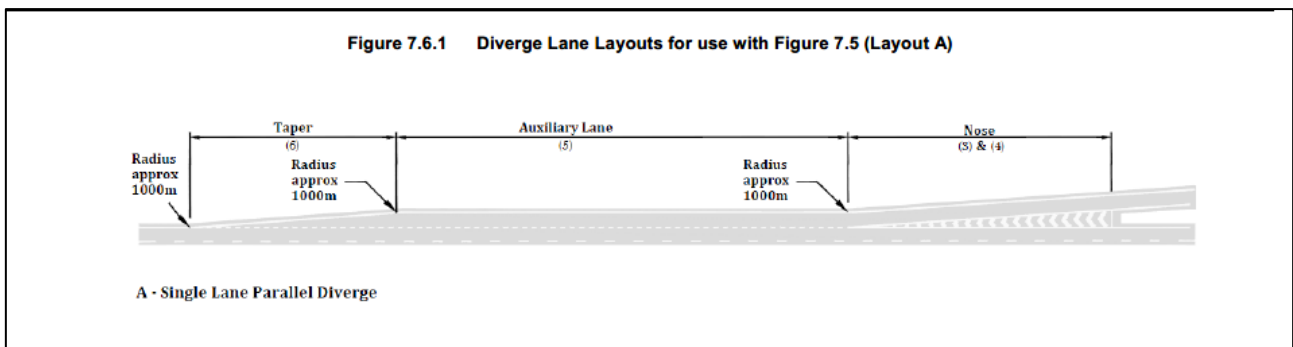 Figure 7.6.1 Diverge Lane Layouts for use with Figure 7.5 (Layout A)
Taper
(6)
Auxiliary Lane
(5)
Nose
(3) & (4)
Radius
approx
1000m
Radius
approx
1000m
Radius
approx
1000m
A - Single Lane Parallel Diverge